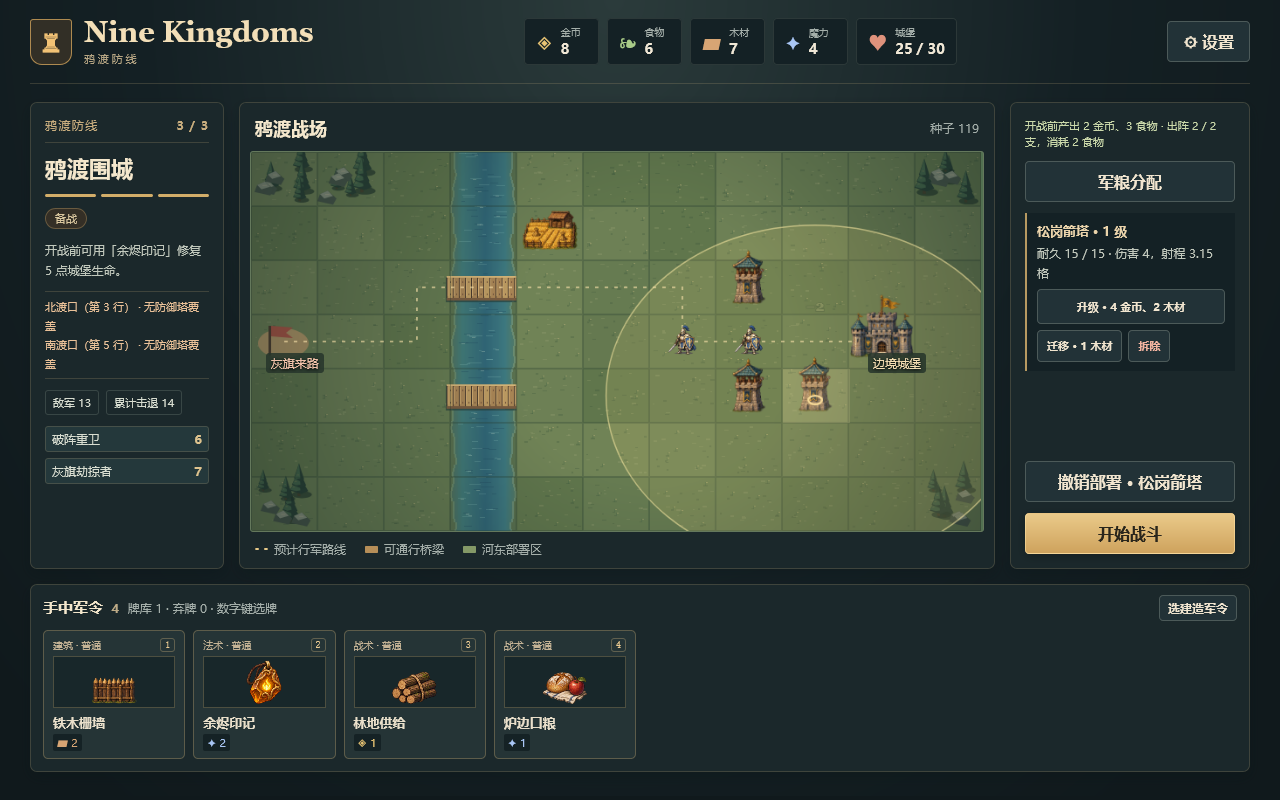 Nine Kingdoms
鸦渡防线
金币
8
食物
6
木材
7
魔力
4
城堡
25 / 30
设置
鸦渡防线 3 / 3
鸦渡围城
备战
开战前可用「余烬印记」修复
5 点城堡生命。
北渡口（第 3 行） · 无防御塔覆
盖
南渡口（第 5 行） · 无防御塔覆
盖
敌军 13 累计击退 14
破阵重卫 6
灰旗劫掠者 7
鸦渡战场 种子 119
2
灰旗来路
边境城堡
预计行军路线 可通行桥梁 河东部署区
开战前产出 2 金币、3 食物 · 出阵 2 / 2
支，消耗 2 食物
军粮分配
松岗箭塔 • 1 级
耐久 15 / 15 · 伤害 4，射程 3.15
格
升级 • 4 金币、2 木材
迁移 • 1 木材 拆除
撤销部署 • 松岗箭塔
开始战斗
手中军令 4 牌库 1 · 弃牌 0 · 数字键选牌
选建造军令
建筑 · 普通 1
铁木栅墙
2
法术 · 普通 2
余烬印记
2
战术 · 普通 3
林地供给
1
战术 · 普通 4
炉边口粮
1